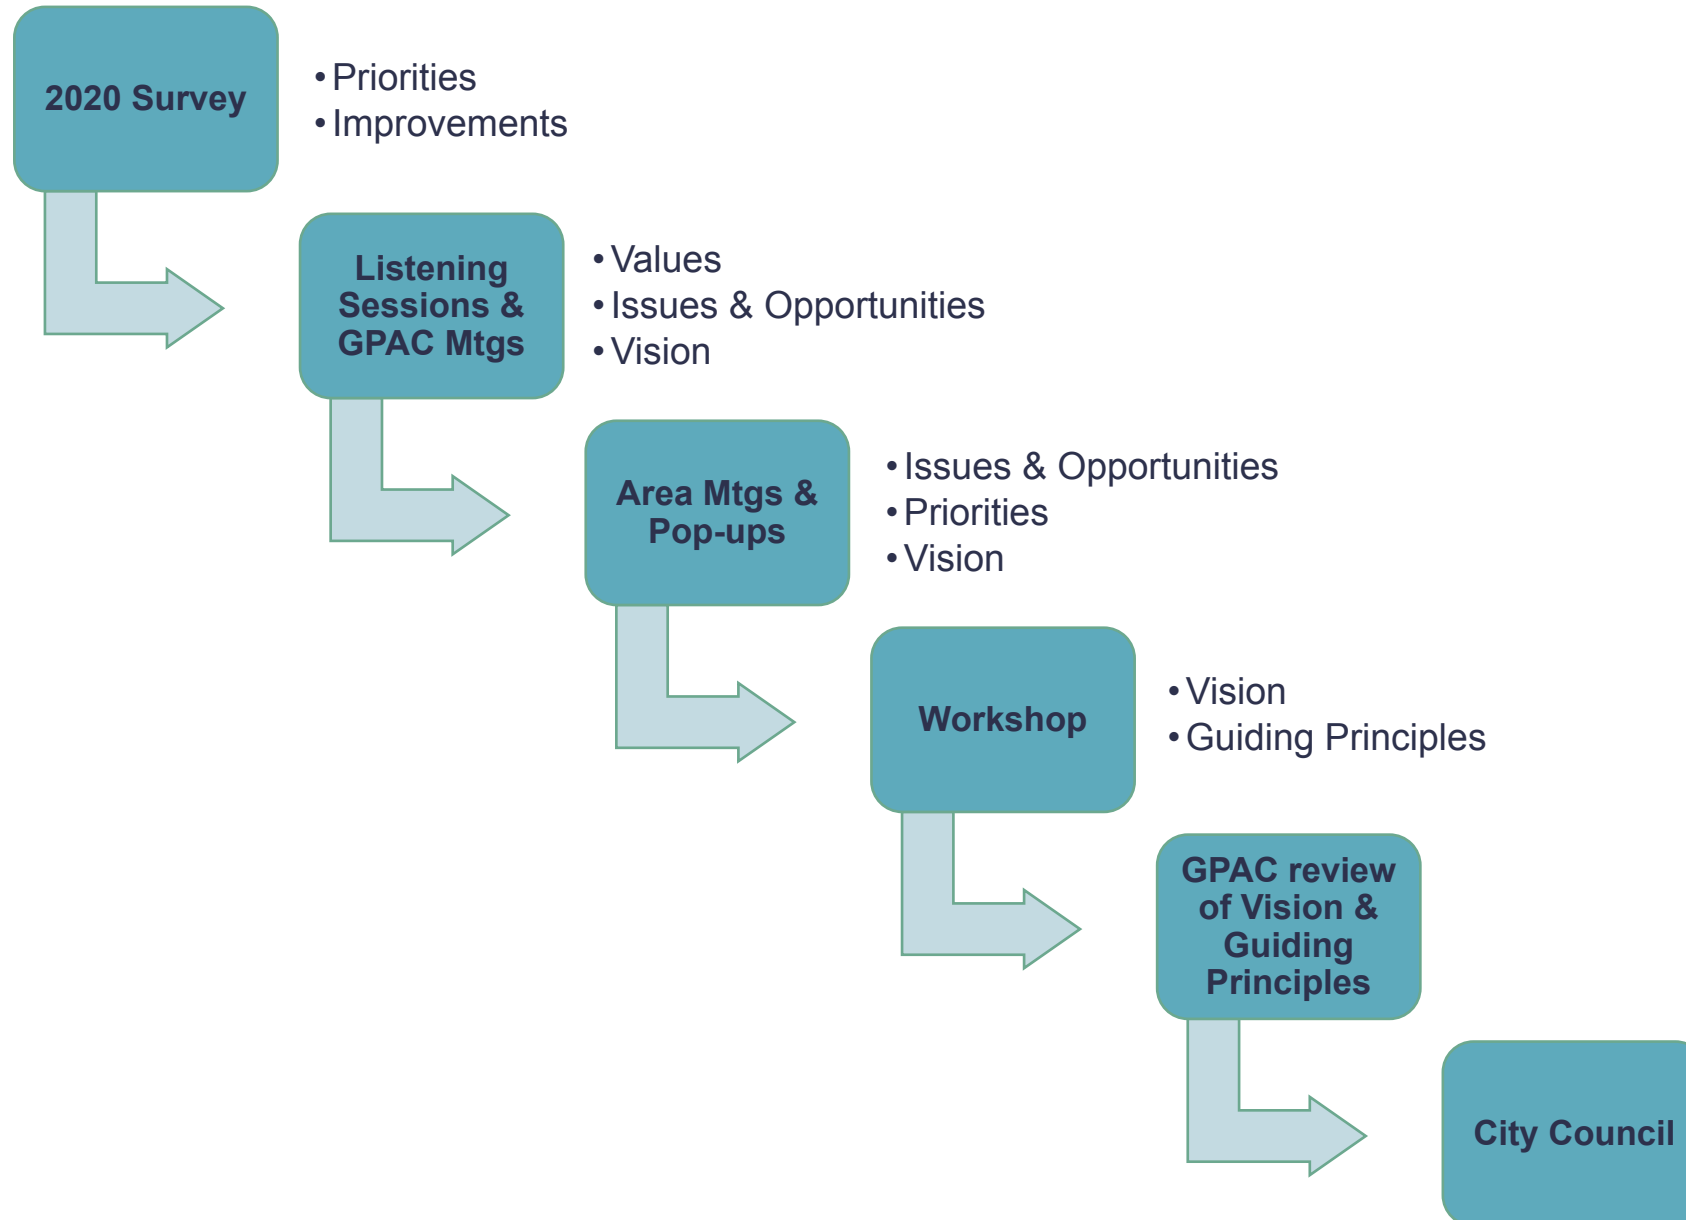 2020 Survey
• Priorities
• Improvements
Listening
Sessions &
GPAC Mtgs
• Values
• Issues & Opportunities
• Vision
Area Mtgs &
Pop-ups
• Issues & Opportunities
• Priorities
• Vision
Workshop
• Vision
• Guiding Principles
GPAC review
of Vision &
Guiding
Principles
City Council